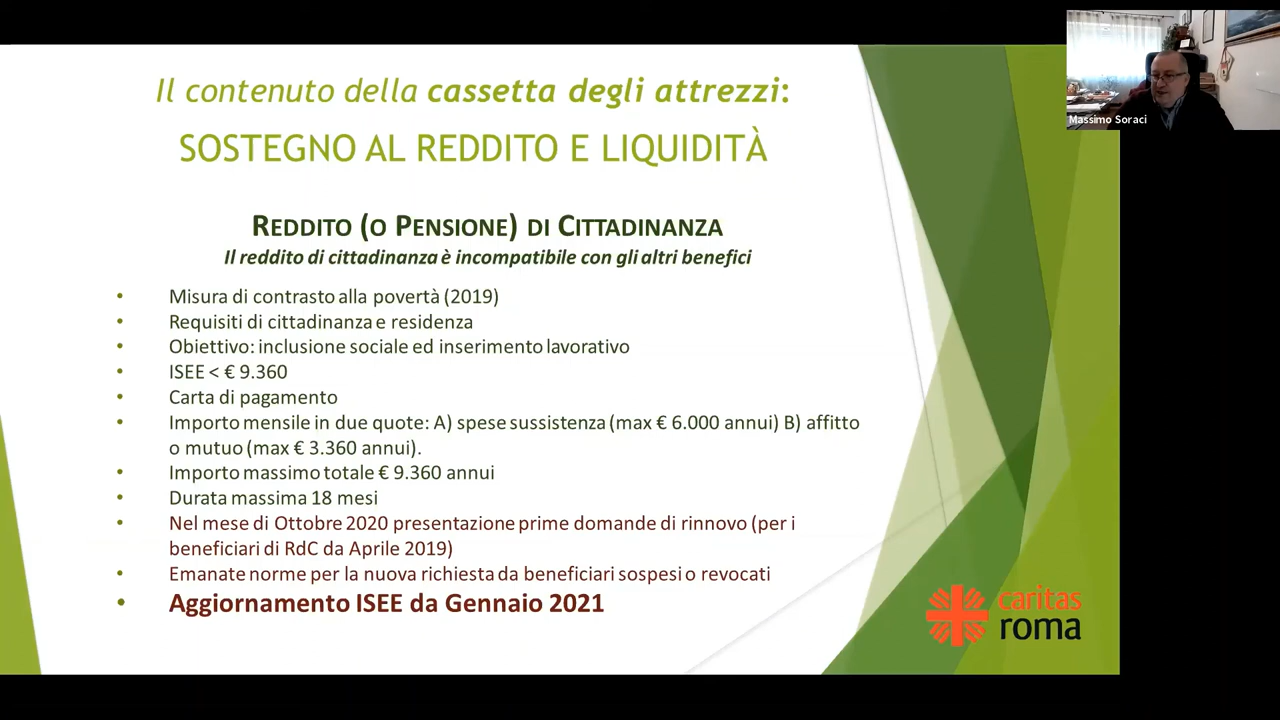 Il contenuto della cassetta degli attrezzi:
SOSTEGNO AL REDDITO E LIQUIDITÀ
REDDITO (O PENSIONE) DI CITTADINANZA
Il reddito di cittadinanza è incompatibile con gli altri benefici
• Misura di contrasto alla povertà (2019)
• Requisiti di cittadinanza e residenza
• Obiettivo: inclusione sociale ed inserimento lavorativo
• ISEE < € 9.360
• Carta di pagamento
• Importo mensile in due quote: A) spese sussistenza (max € 6.000 annui) B) affitto
o mutuo (max € 3.360 annui).
• Importo massimo totale € 9.360 annui
• Durata massima 18 mesi
• Nel mese di Ottobre 2020 presentazione prime domande di rinnovo (per i
beneficiari di RdC da Aprile 2019)
• Emanate norme per la nuova richiesta da beneficiari sospesi o revocati
• Aggiornamento ISEE da Gennaio 2021
caritas
roma
Massimo Soraci